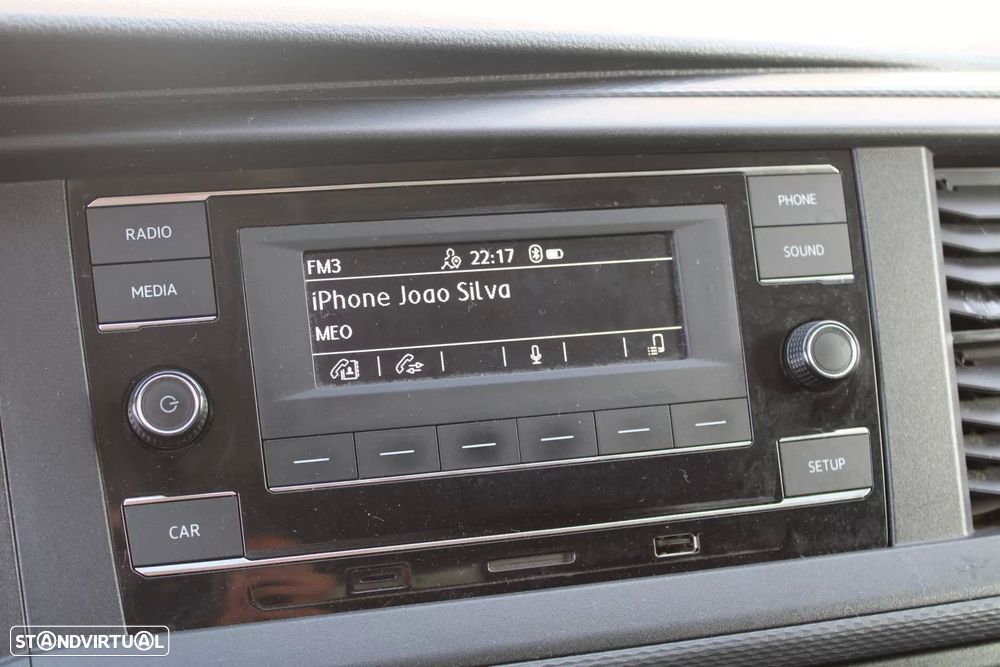 RADIO
MEDIA
PHONE
SOUND
FM3 22:17
iPhone Joao Silva
MEO
SETUP
CAR
STANDVIRTUAL